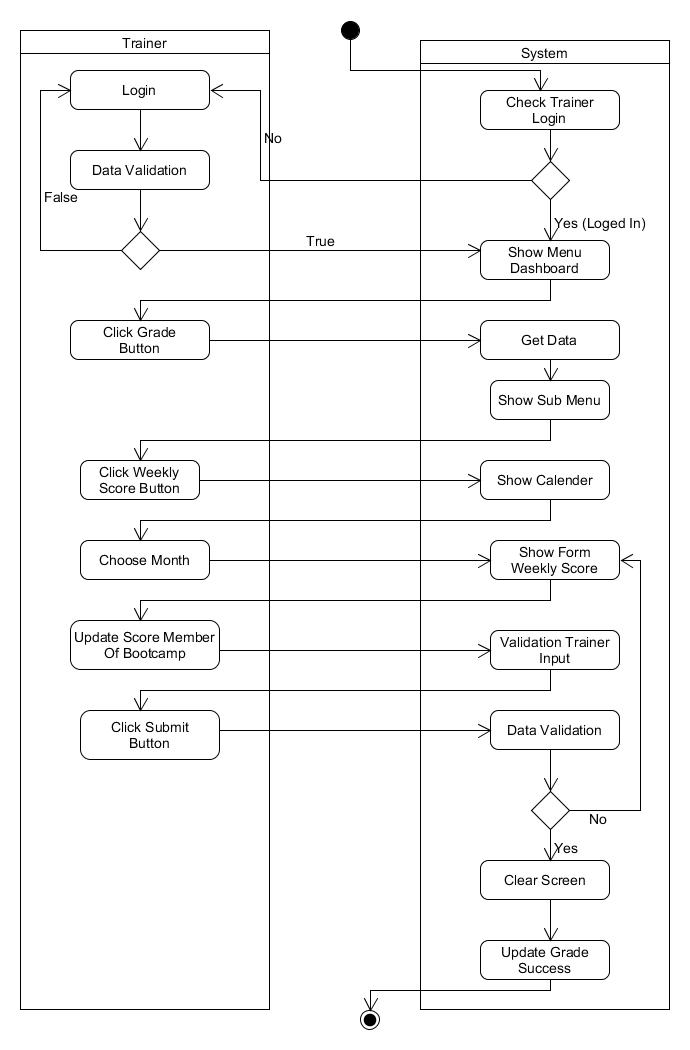 Trainer
System
Login
Check Trainer
Login
No
Data Validation
False
Yes (Loged In)
True
Show Menu
Dashboard
Click Grade
Button
Get Data
Show Sub Menu
Click Weekly
Score Button
Show Calender
Choose Month
Show Form
Weekly Score
Update Score Member
Of Bootcamp
Validation Trainer
Input
Click Submit
Button
Data Validation
No
Yes
Clear Screen
Update Grade
Success